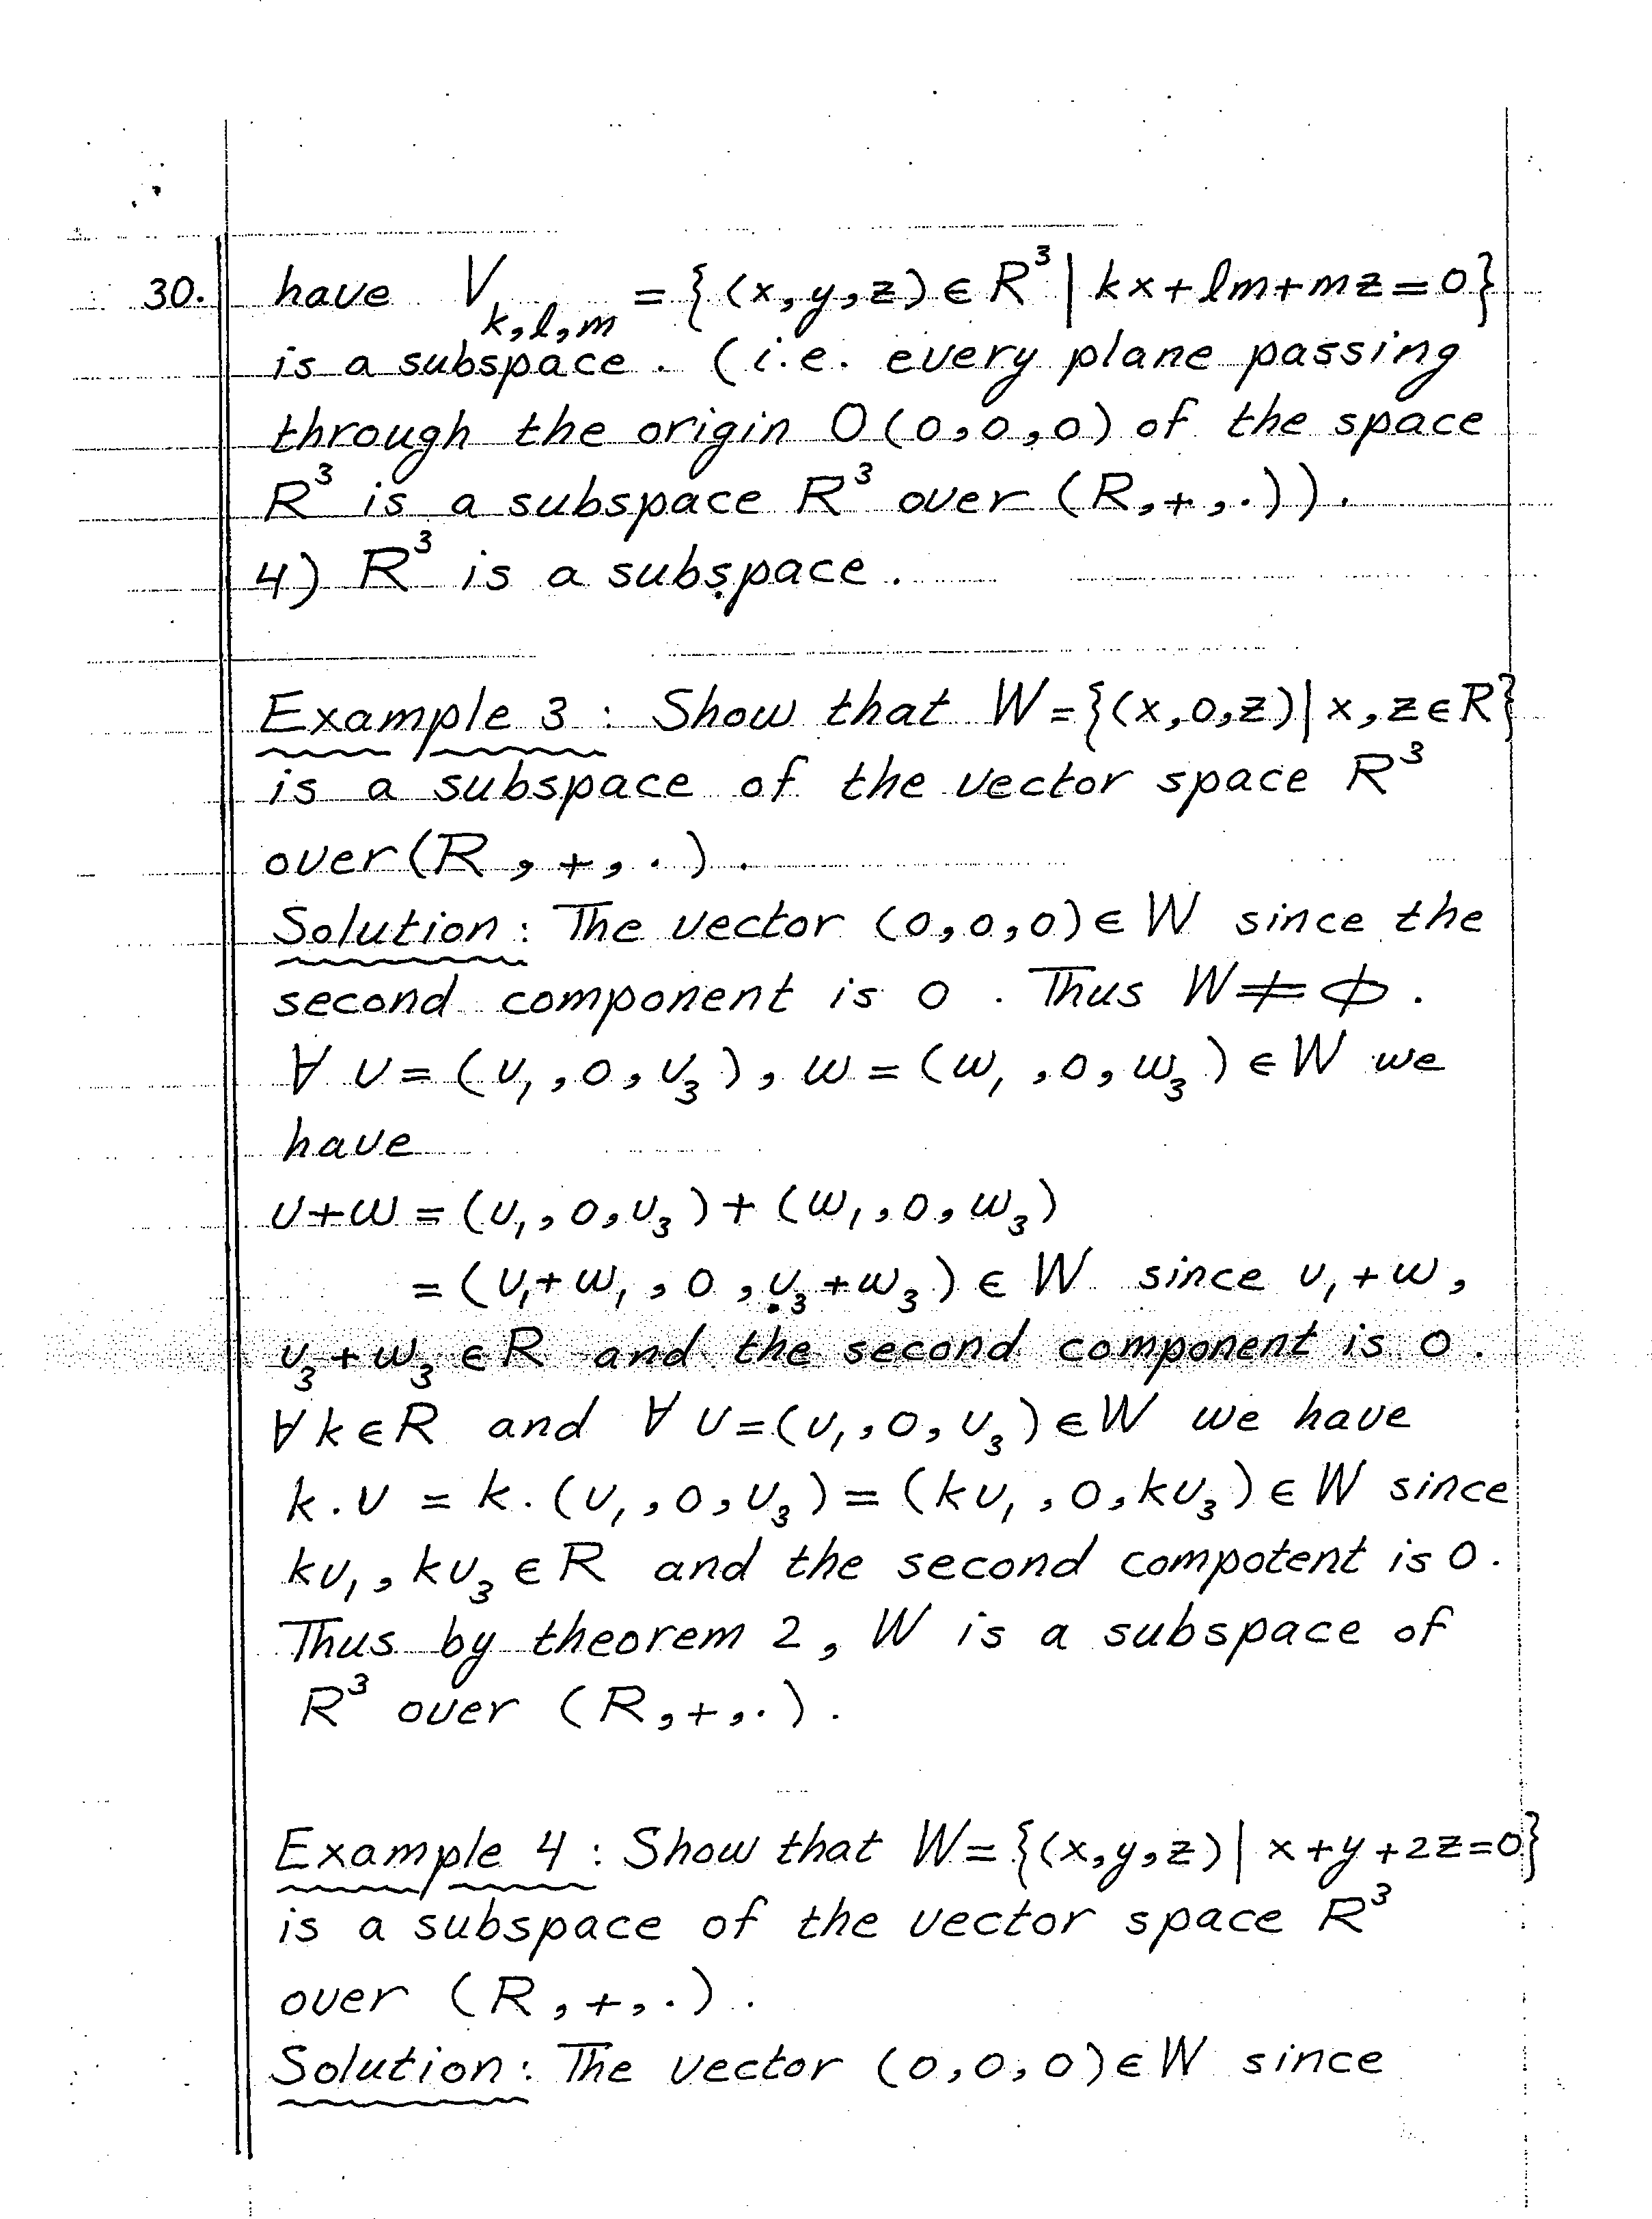 30. have V_{k,l,m} = {(x,y,z) ∈ R³ | kx+lm+mz=0}
is a subspace. (i.e. every plane passing
through the origin O(0,0,0) of the space
R³ is a subspace R³ over (R,+,.)).
4) R³ is a subspace.
Example 3 : Show that W={(x,0,z)|x,z∈R}
is a subspace of the vector space R³
over (R,+,.).
Solution: The vector (0,0,0)∈W since the
second component is 0. Thus W≠ϕ.
∀ v=(v₁,0,v₃), w=(w₁,0,w₃)∈W we
have
v+w=(v₁,0,v₃)+(w₁,0,w₃)
=(v₁+w₁,0,v₃+w₃)∈W since v₁+w,
v₃+w₃∈R and the second component is 0.
∀k∈R and ∀ v=(v₁,0,v₃)∈W we have
k.v = k.(v₁,0,v₃)=(kv₁,0,kv₃)∈W since
kv₁,kv₃∈R and the second compotent is 0.
Thus by theorem 2, W is a subspace of
R³ over (R,+,.).
Example 4 : Show that W={(x,y,z)| x+y+2z=0}
is a subspace of the vector space R³
over (R,+,.).
Solution: The vector (0,0,0)∈W since